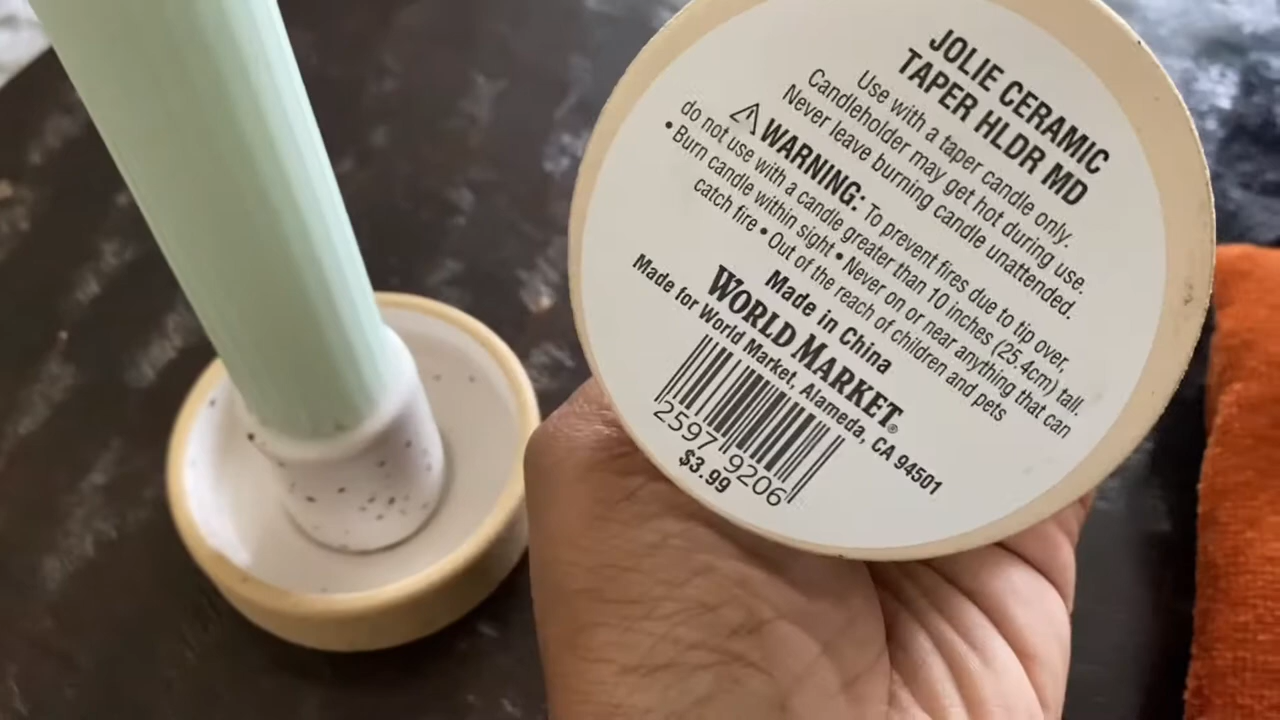 JOLIE CERAMIC
TAPER HLDR MD
Use with a taper candle only.
Candleholder may get hot during use.
Never leave burning candle unattended.
⚠WARNING: To prevent fires due to tip over,
do not use with a candle greater than 10 inches (25.4cm) tall.
• Burn candle within sight • Never on or near anything that can
catch fire • Out of the reach of children and pets
Made in China
WORLD MARKET®
Made for World Market, Alameda, CA 94501
2597 9206
$3.99